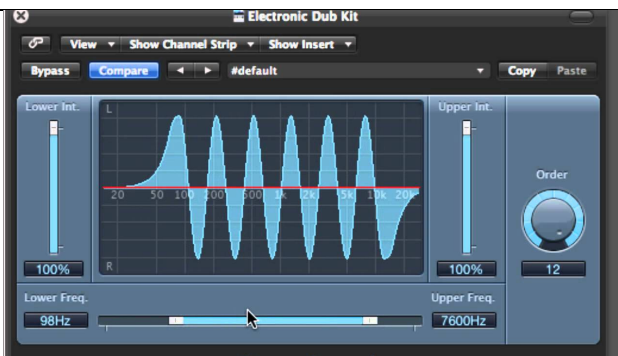 Electronic Dub Kit
View Show Channel Strip Show Insert
Bypass Compare #default Copy Paste
Lower Int. L Upper Int.
Order
20 50 100 200 500 1k 2k 5k 10k 20k
100% R 100% 12
Lower Freq. Upper Freq.
98Hz 7600Hz